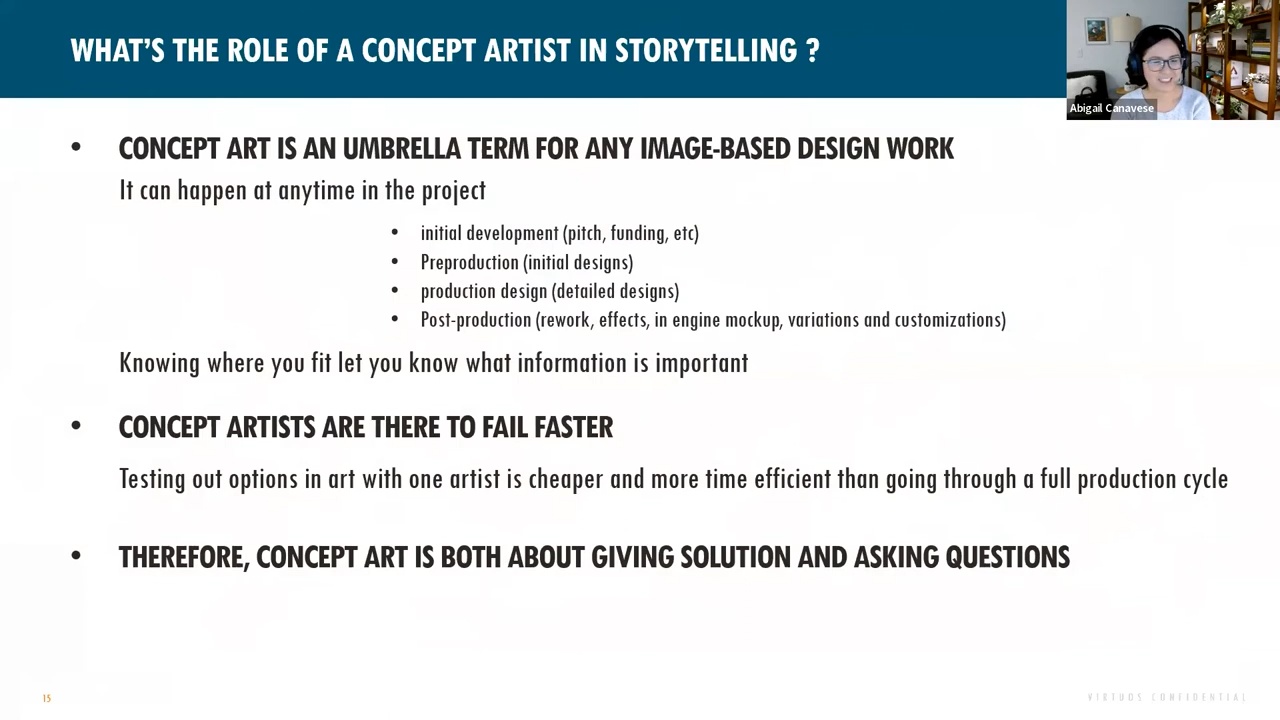 WHAT'S THE ROLE OF A CONCEPT ARTIST IN STORYTELLING ?
Abigail Canavese
• CONCEPT ART IS AN UMBRELLA TERM FOR ANY IMAGE-BASED DESIGN WORK
It can happen at anytime in the project
• initial development (pitch, funding, etc)
• Preproduction (initial designs)
• production design (detailed designs)
• Post-production (rework, effects, in engine mockup, variations and customizations)
Knowing where you fit let you know what information is important
• CONCEPT ARTISTS ARE THERE TO FAIL FASTER
Testing out options in art with one artist is cheaper and more time efficient than going through a full production cycle
• THEREFORE, CONCEPT ART IS BOTH ABOUT GIVING SOLUTION AND ASKING QUESTIONS
15
VIRTUOS CONFIDENTIAL